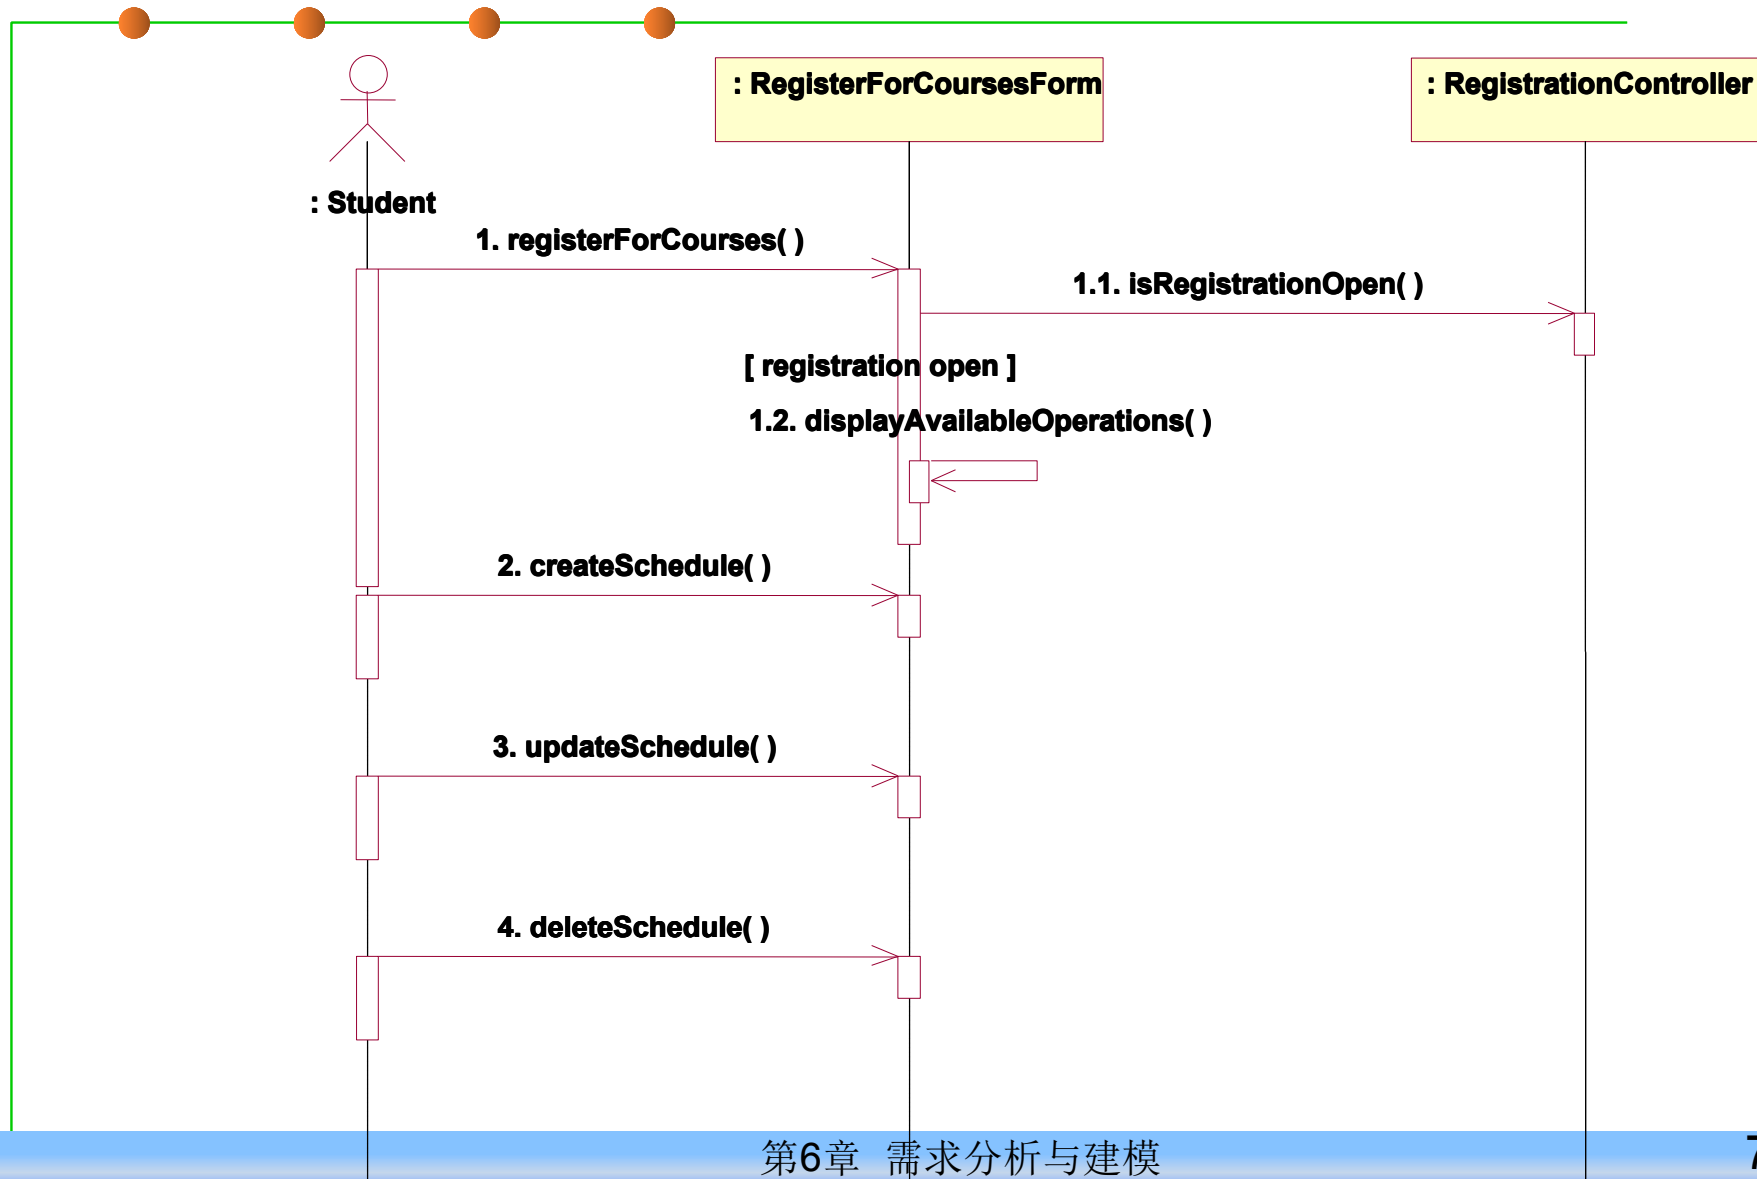 : RegisterForCoursesForm
: RegistrationController
: Student
1. registerForCourses( )
1.1. isRegistrationOpen( )
[ registration open ]
1.2. displayAvailableOperations( )
2. createSchedule( )
3. updateSchedule( )
4. deleteSchedule( )
第6章 需求分析与建模